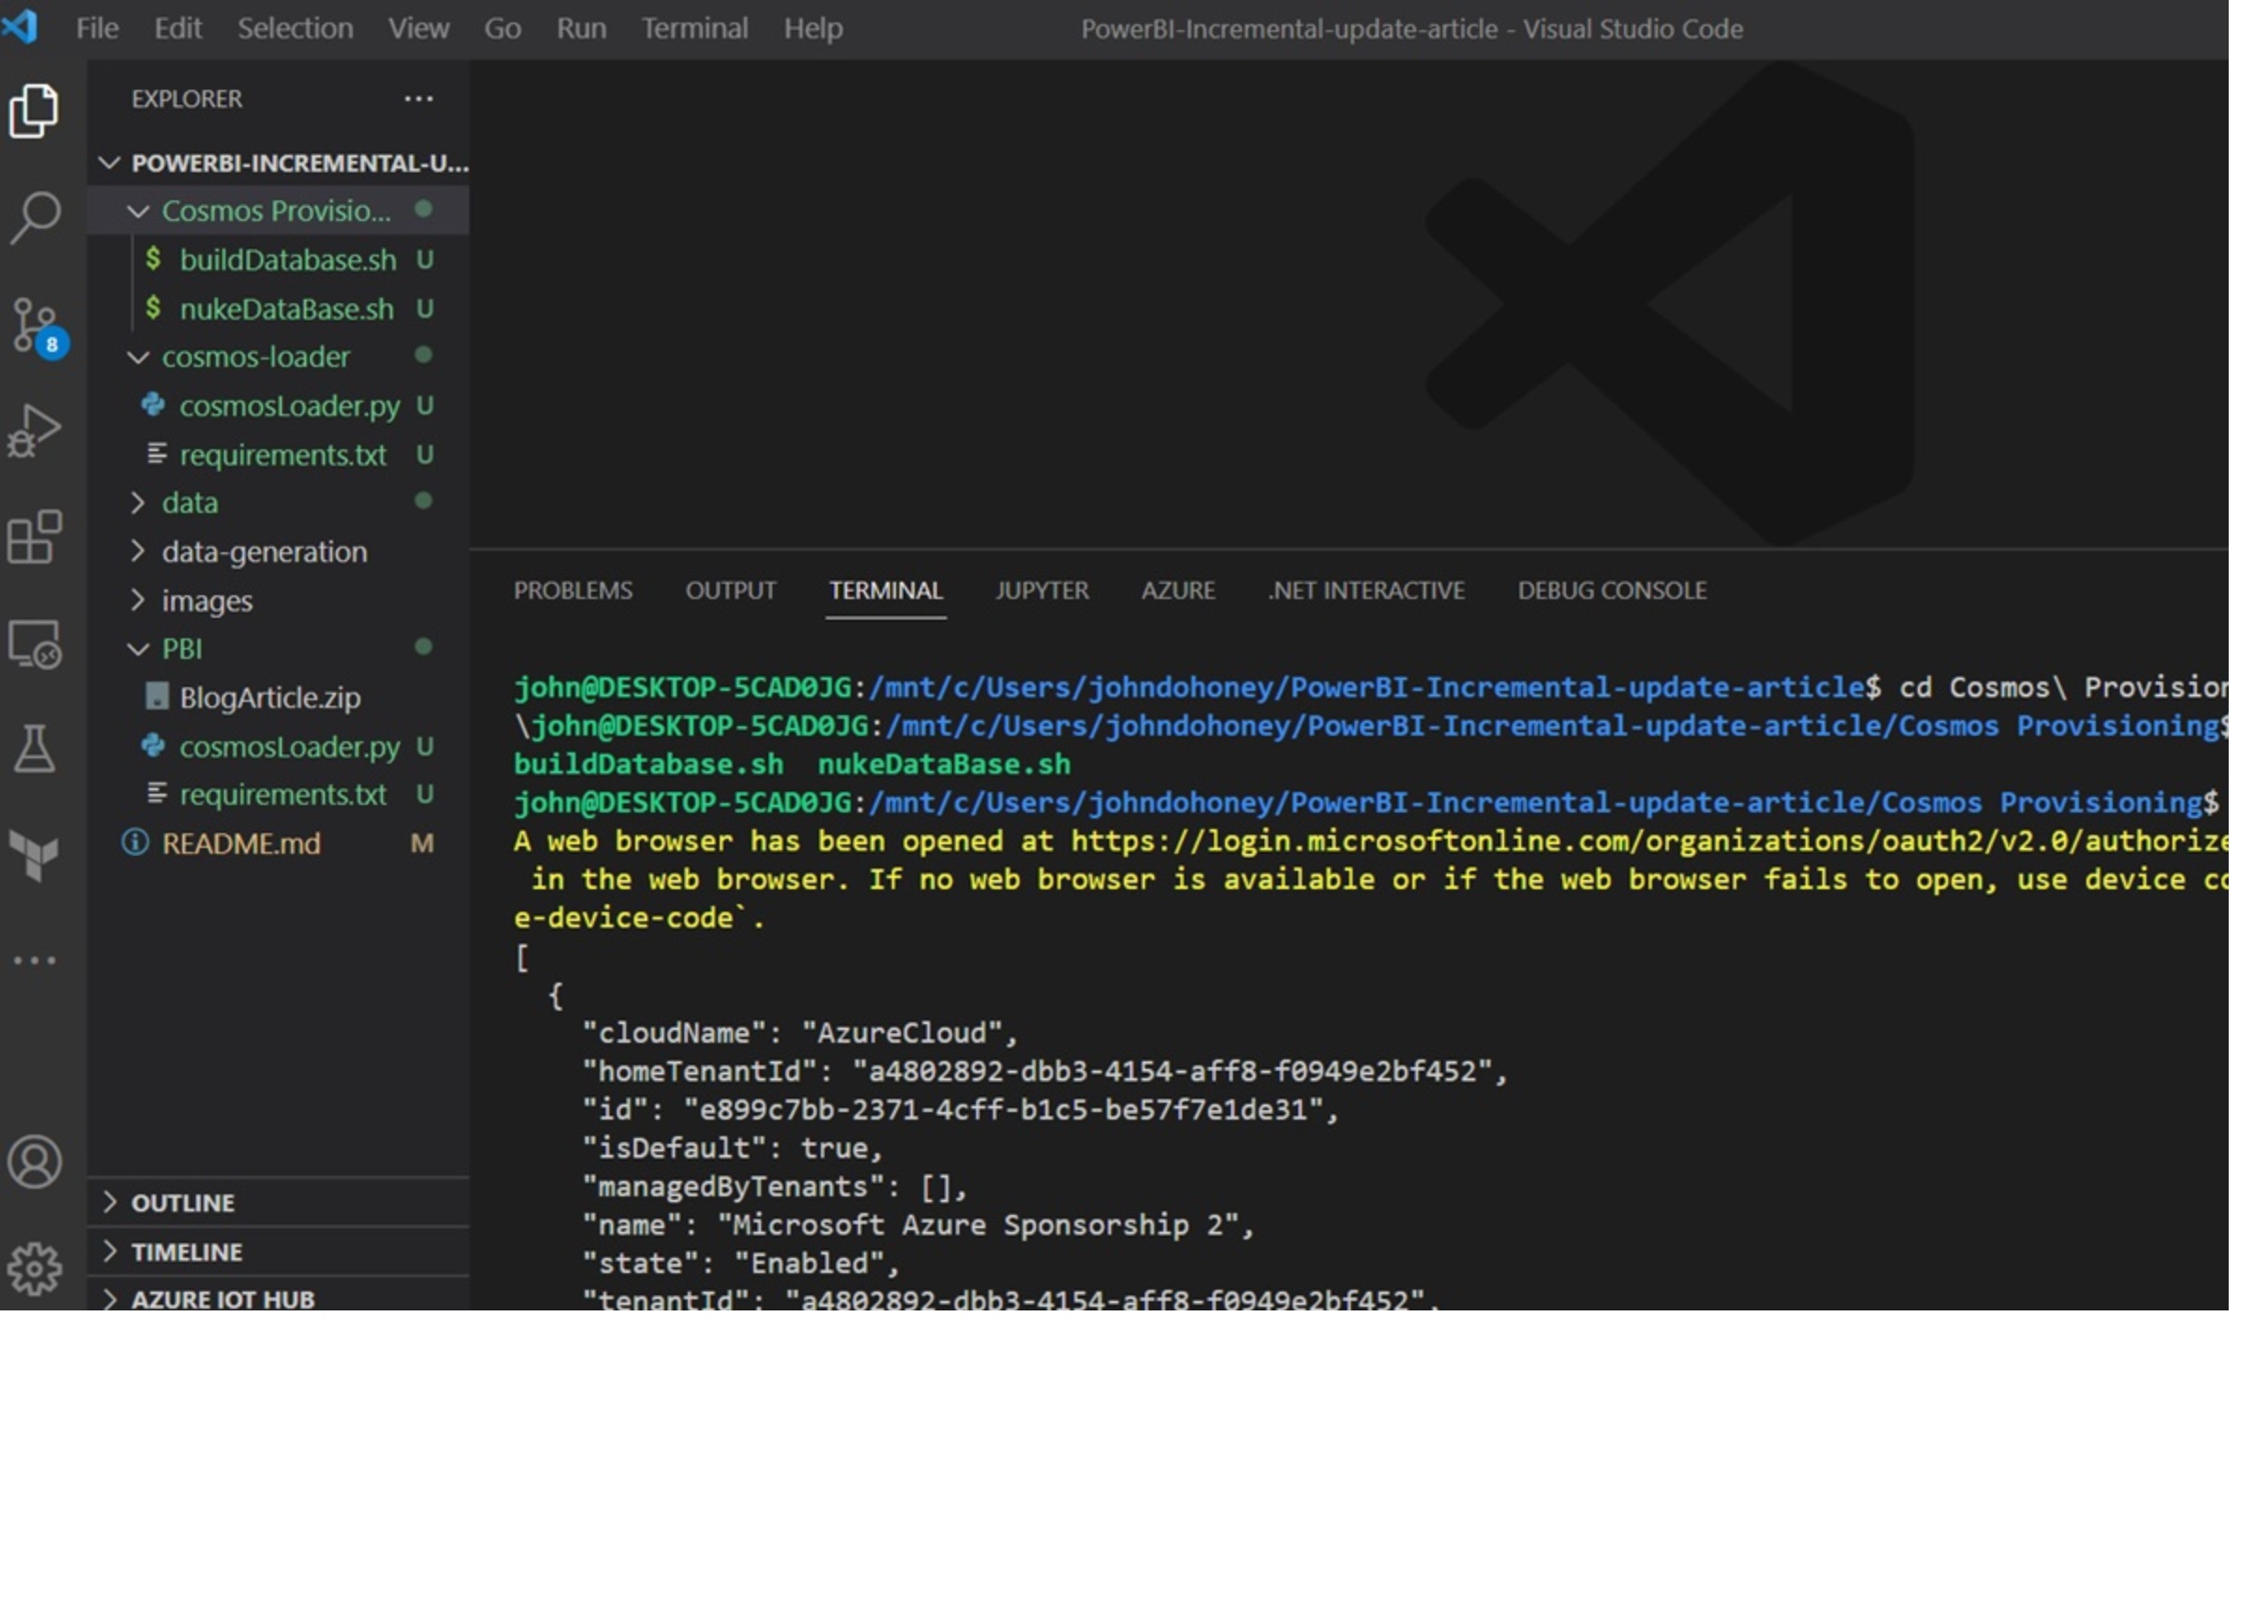 File Edit Selection View Go Run Terminal Help PowerBI-Incremental-update-article - Visual Studio Code
EXPLORER ...
POWERBI-INCREMENTAL-U...
Cosmos Provisio...
$ buildDatabase.sh U
$ nukeDataBase.sh U
8
cosmos-loader
cosmosLoader.py U
requirements.txt U
data
data-generation
images
PBI
BlogArticle.zip
cosmosLoader.py U
requirements.txt U
README.md M
OUTLINE
TIMELINE
AZURE IOT HUB
PROBLEMS OUTPUT TERMINAL JUPYTER AZURE .NET INTERACTIVE DEBUG CONSOLE
john@DESKTOP-5CAD0JG:/mnt/c/Users/johndohoney/PowerBI-Incremental-update-article$ cd Cosmos\ Provision
\john@DESKTOP-5CAD0JG:/mnt/c/Users/johndohoney/PowerBI-Incremental-update-article/Cosmos Provisioning$
buildDatabase.sh nukeDataBase.sh
john@DESKTOP-5CAD0JG:/mnt/c/Users/johndohoney/PowerBI-Incremental-update-article/Cosmos Provisioning$
A web browser has been opened at https://login.microsoftonline.com/organizations/oauth2/v2.0/authorize
in the web browser. If no web browser is available or if the web browser fails to open, use device co
e-device-code`.
[
{
"cloudName": "AzureCloud",
"homeTenantId": "a4802892-dbb3-4154-aff8-f0949e2bf452",
"id": "e899c7bb-2371-4cff-b1c5-be57f7e1de31",
"isDefault": true,
"managedByTenants": [],
"name": "Microsoft Azure Sponsorship 2",
"state": "Enabled",
"tenantId": "a4802892-dbb3-4154-aff8-f0949e2bf452",